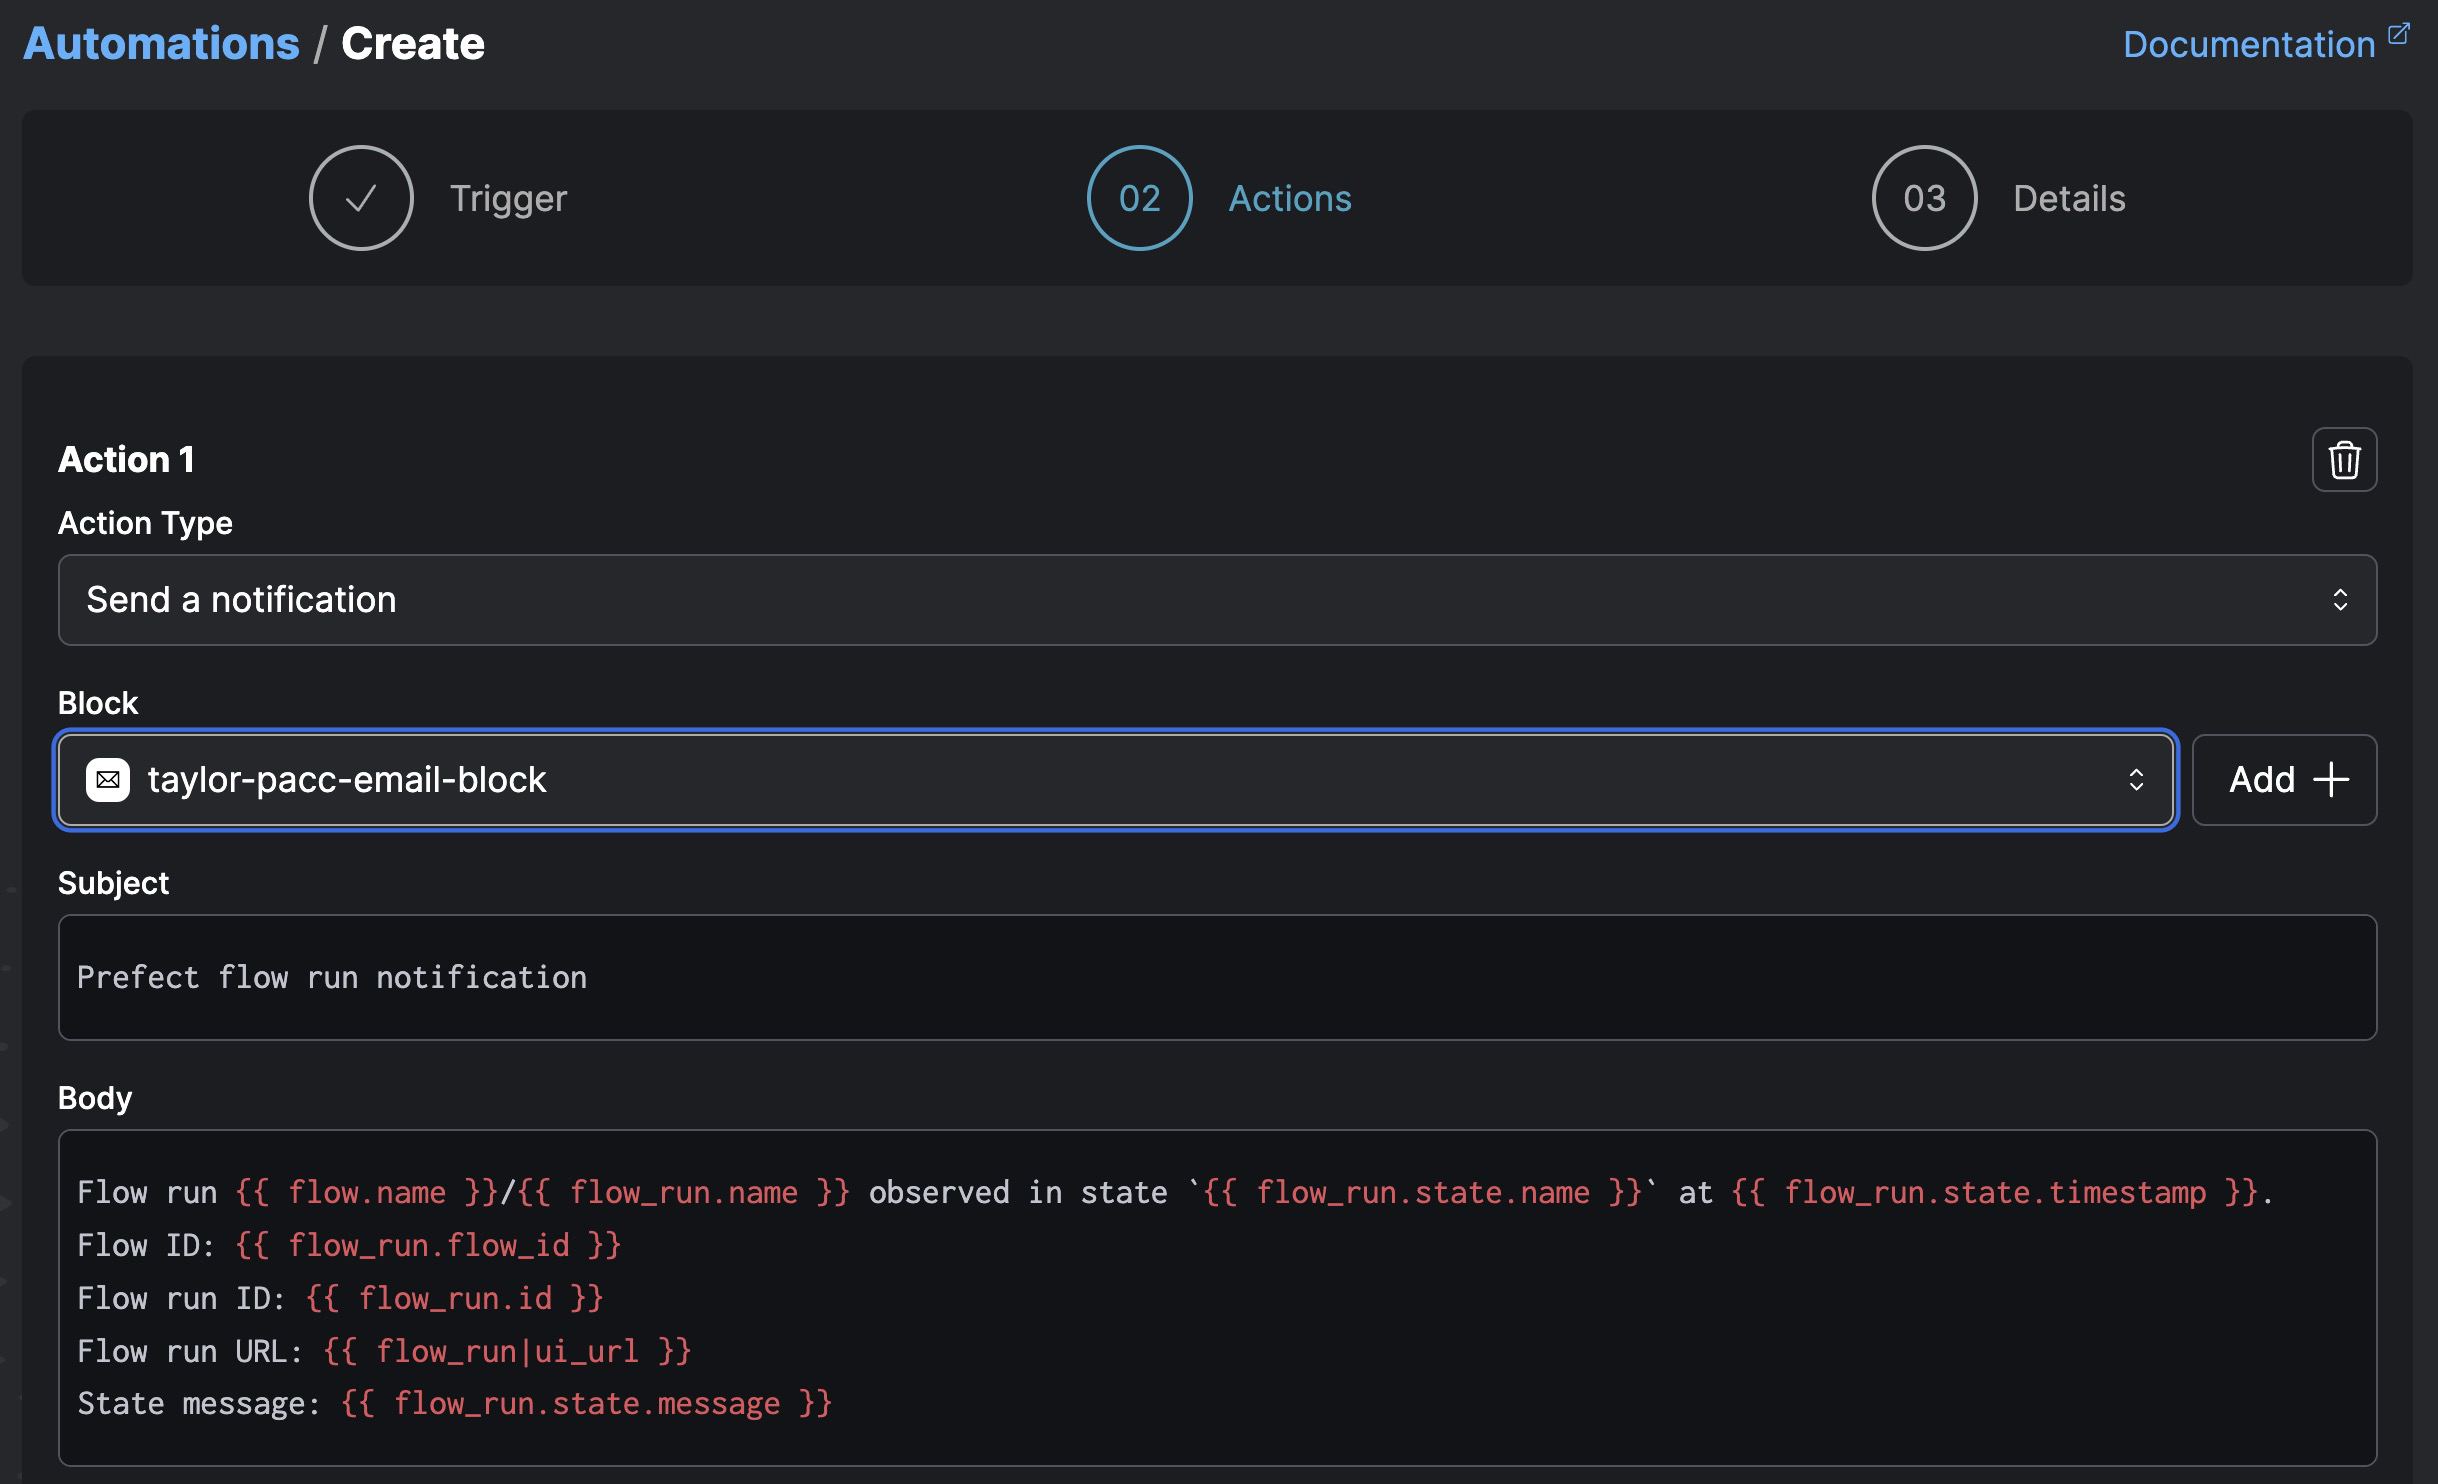 Automations / Create
Documentation
Trigger
02 Actions
03 Details
Action 1
Action Type
Send a notification
Block
taylor-pacc-email-block
Add
Subject
Prefect flow run notification
Body
Flow run {{ flow.name }}/{{ flow_run.name }} observed in state `{{ flow_run.state.name }}` at {{ flow_run.state.timestamp }}.
Flow ID: {{ flow_run.flow_id }}
Flow run ID: {{ flow_run.id }}
Flow run URL: {{ flow_run|ui_url }}
State message: {{ flow_run.state.message }}